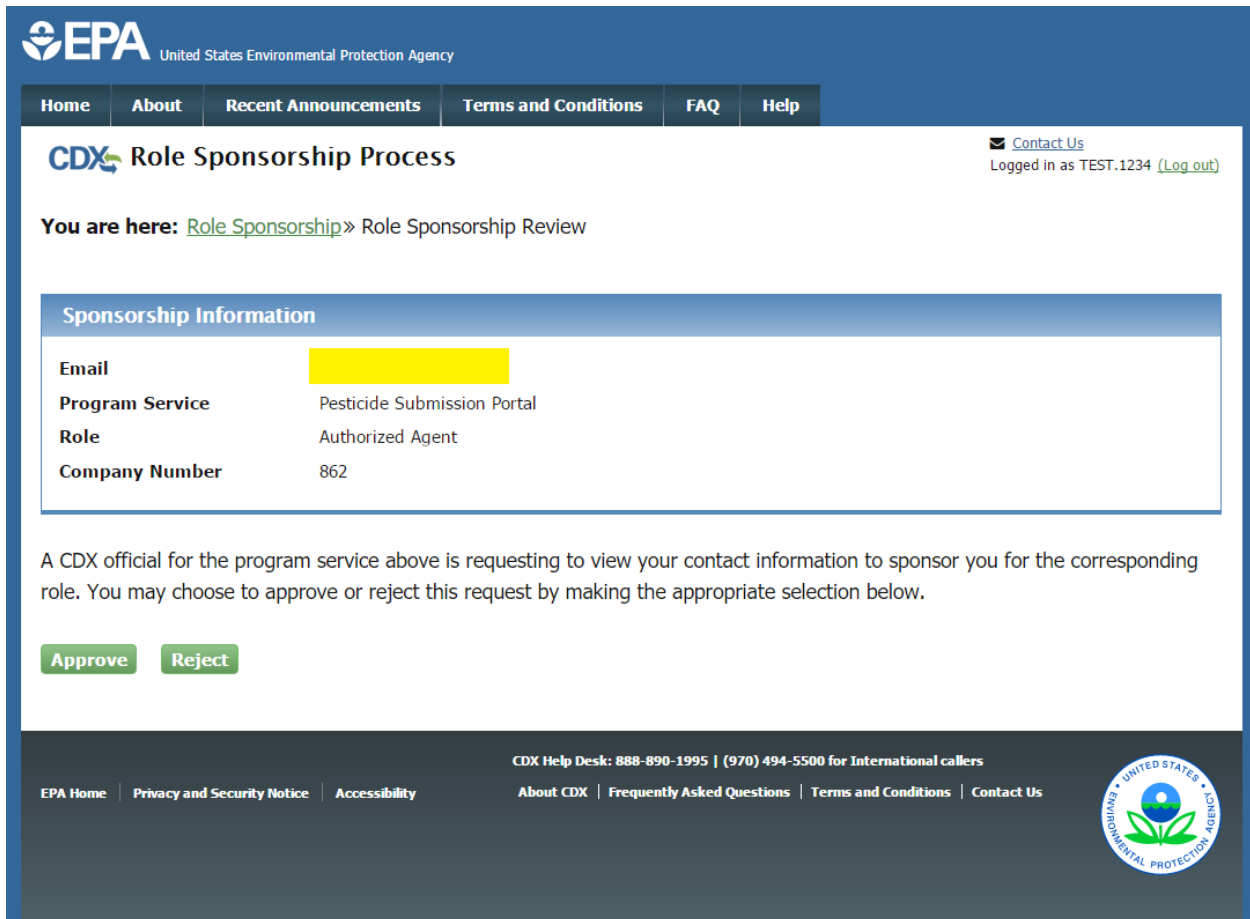 EPA United States Environmental Protection Agency
Home About Recent Announcements Terms and Conditions FAQ Help
CDX Role Sponsorship Process
Contact Us
Logged in as TEST.1234 (Log out)
You are here: Role Sponsorship» Role Sponsorship Review
Sponsorship Information
Email
Program Service Pesticide Submission Portal
Role Authorized Agent
Company Number 862
A CDX official for the program service above is requesting to view your contact information to sponsor you for the corresponding
role. You may choose to approve or reject this request by making the appropriate selection below.
Approve Reject
CDX Help Desk: 888-890-1995 | (970) 494-5500 for International callers
EPA Home | Privacy and Security Notice | Accessibility About CDX | Frequently Asked Questions | Terms and Conditions | Contact Us
UNITED STATES ENVIRONMENTAL PROTECTION AGENCY